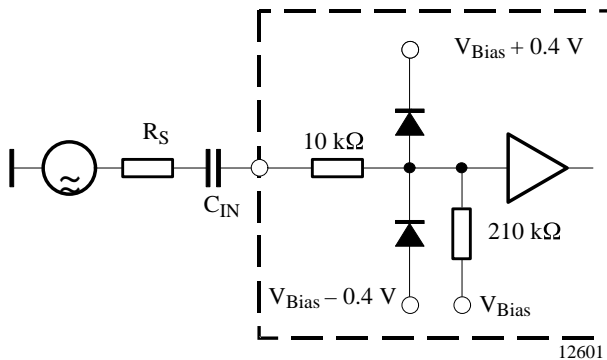 V_Bias + 0.4 V
R_S
10 kΩ
C_IN
210 kΩ
V_Bias – 0.4 V
V_Bias
12601